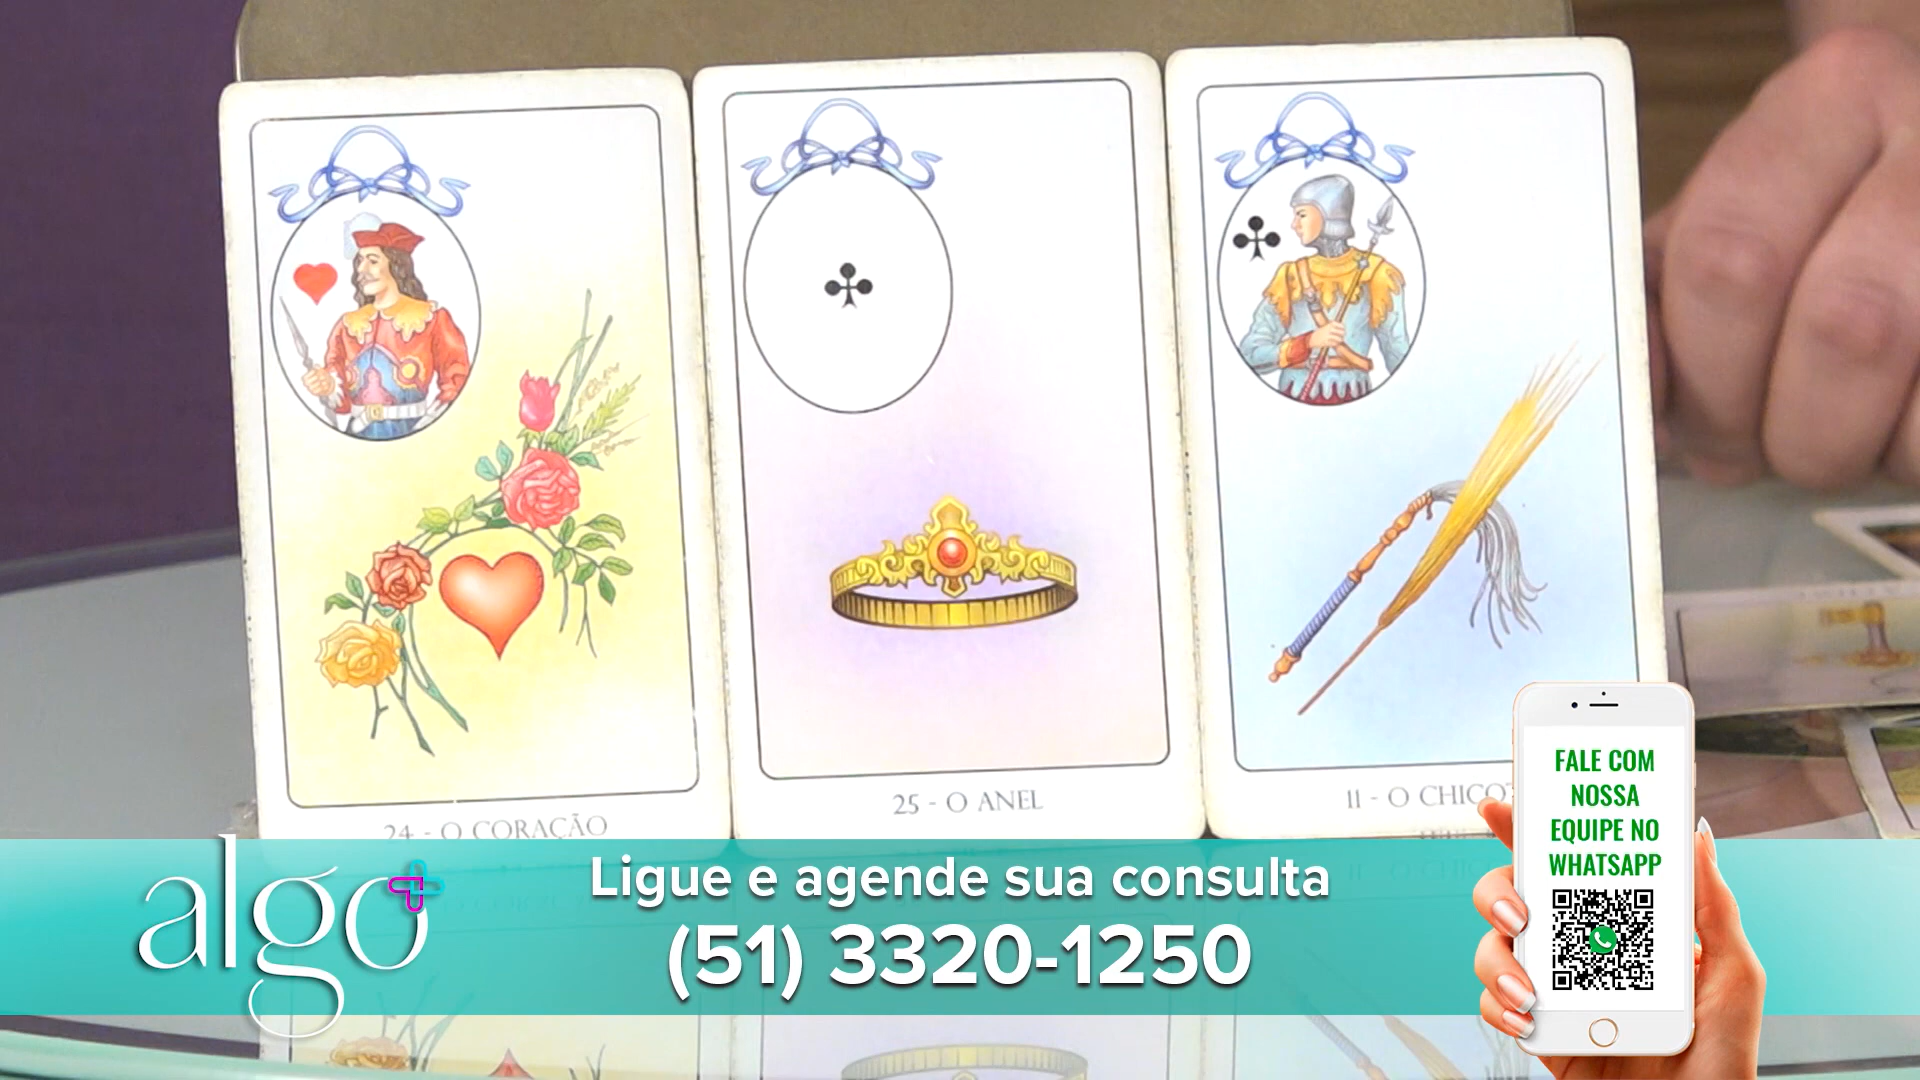 24 - O CORAÇÃO
25 - O ANEL
11 - O CHICO
algo+
Ligue e agende sua consulta
(51) 3320-1250
FALE COM
NOSSA
EQUIPE NO
WHATSAPP